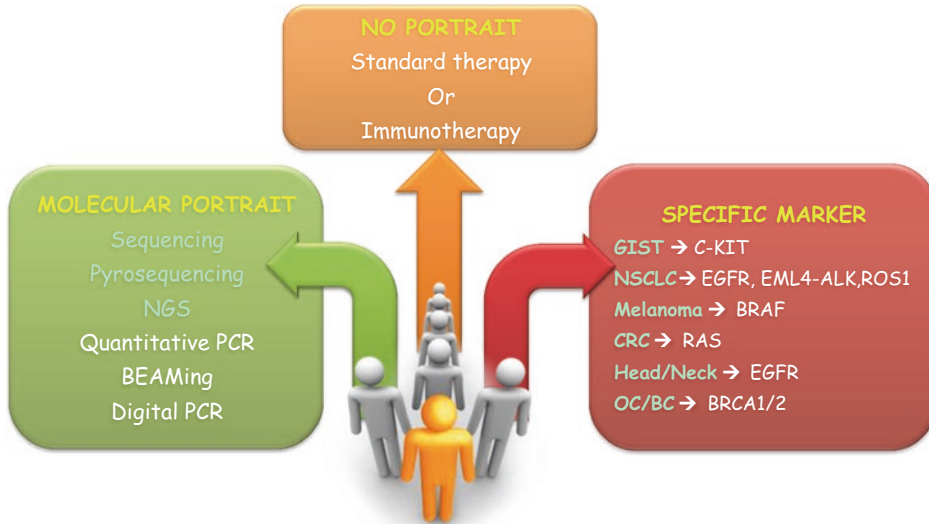 NO PORTRAIT
Standard therapy
Or
Immunotherapy
MOLECULAR PORTRAIT
Sequencing
Pyrosequencing
NGS
Quantitative PCR
BEAMing
Digital PCR
SPECIFIC MARKER
GIST → C-KIT
NSCLC → EGFR, EML4-ALK,ROS1
Melanoma → BRAF
CRC → RAS
Head/Neck → EGFR
OC/BC → BRCA1/2